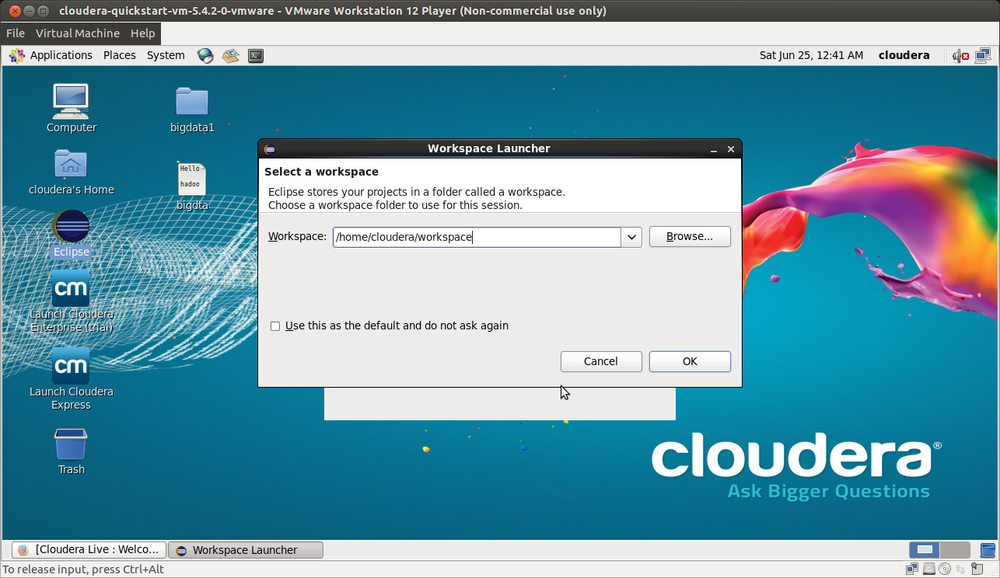 cloudera-quickstart-vm-5.4.2-0-vmware - VMware Workstation 12 Player (Non-commercial use only)
File Virtual Machine Help
Applications Places System
Sat Jun 25, 12:41 AM cloudera
Computer
bigdata1
cloudera's Home
Hello
hadoo
bigdta
Eclipse
cm
Launch Cloudera
Enterprise (trial)
cm
Launch Cloudera
Express
Trash
Workspace Launcher
Select a workspace
Eclipse stores your projects in a folder called a workspace.
Choose a workspace folder to use for this session.
Workspace: /home/cloudera/workspace Browse...
Use this as the default and do not ask again
Cancel OK
cloudera®
Ask Bigger Questions
[Cloudera Live : Welco... Workspace Launcher
To release input, press Ctrl+Alt